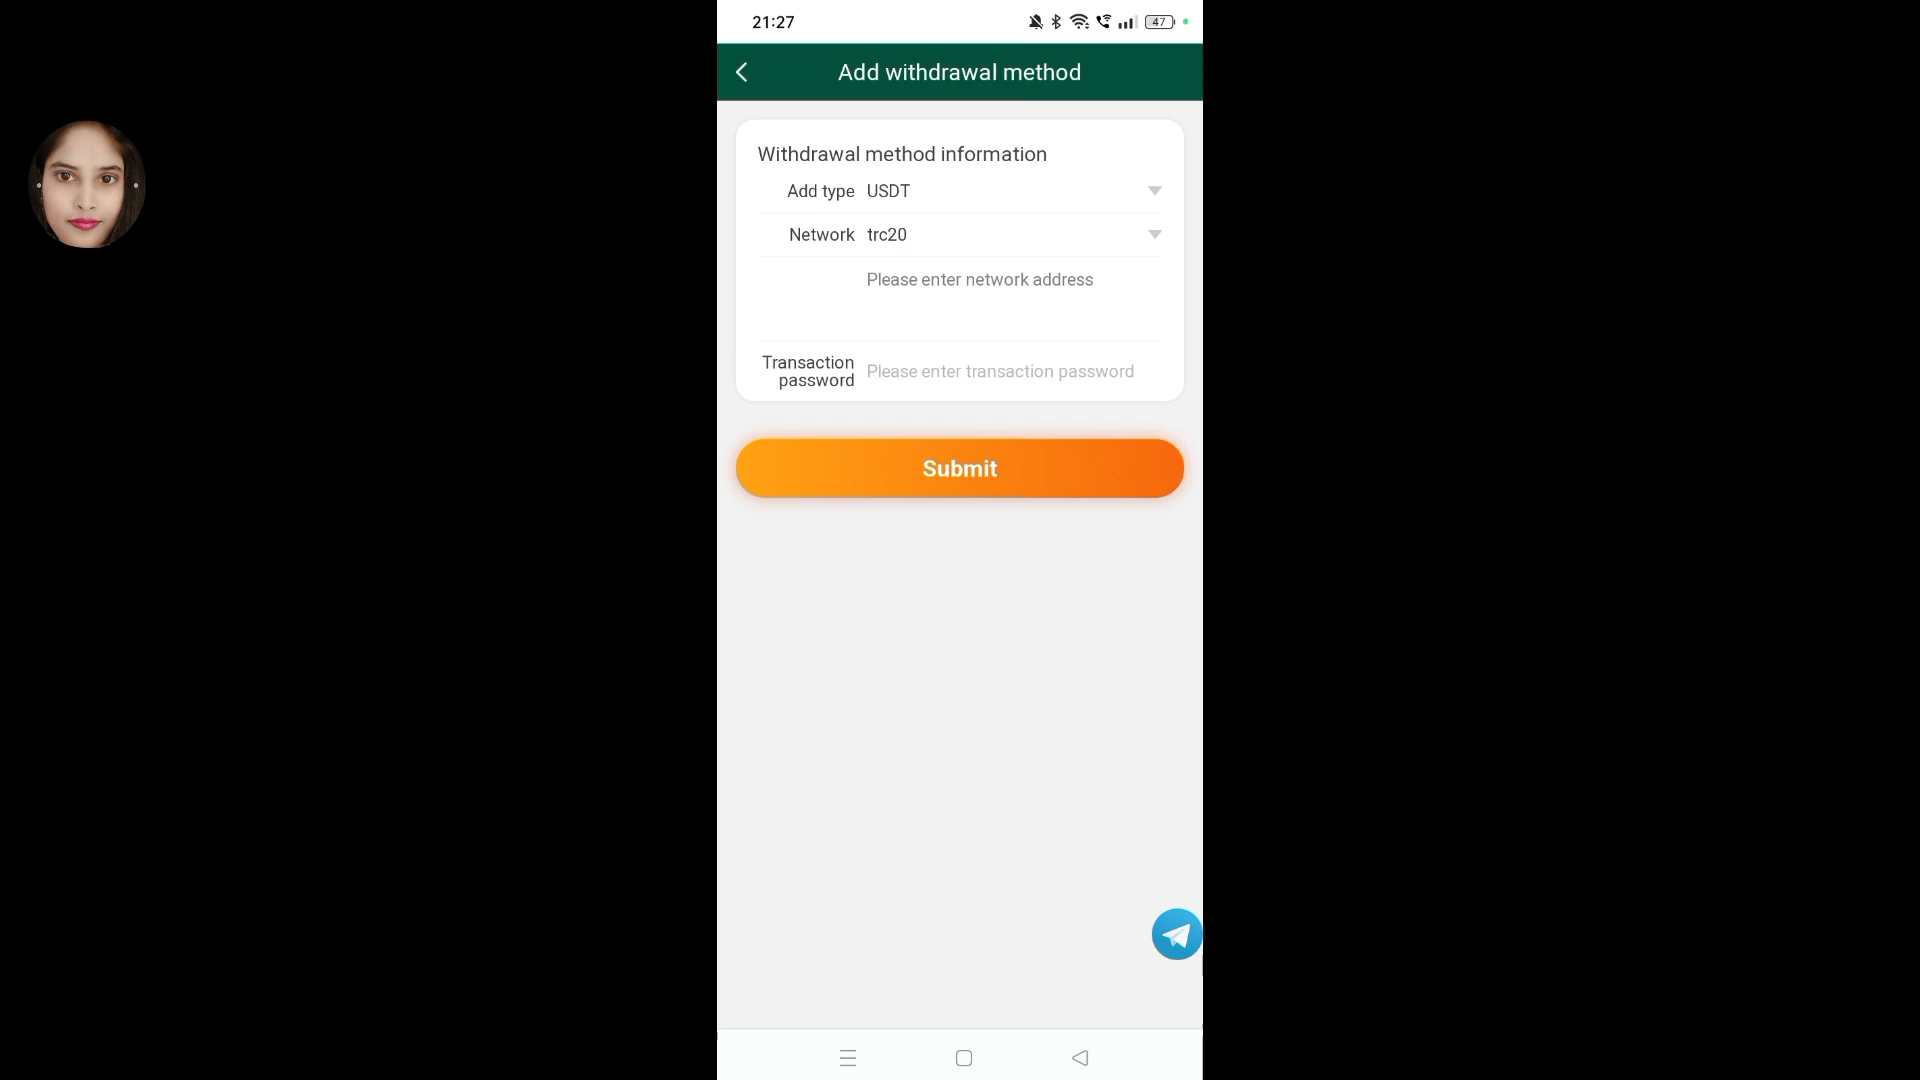 21:27
47
Add withdrawal method
Withdrawal method information
Add type USDT
Network trc20
Please enter network address
Transaction
password
Please enter transaction password
Submit